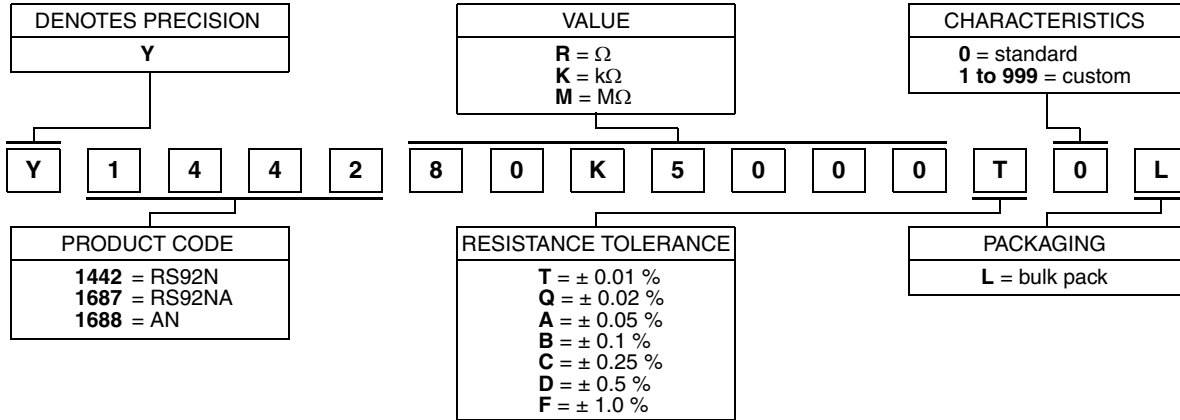 DENOTES PRECISION
Y
VALUE
R = Ω
K = kΩ
M = MΩ
CHARACTERISTICS
0 = standard
1 to 999 = custom
Y 1 4 4 2 8 0 K 5 0 0 0 T 0 L
PRODUCT CODE
1442 = RS92N
1687 = RS92NA
1688 = AN
RESISTANCE TOLERANCE
T = ± 0.01 %
Q = ± 0.02 %
A = ± 0.05 %
B = ± 0.1 %
C = ± 0.25 %
D = ± 0.5 %
F = ± 1.0 %
PACKAGING
L = bulk pack